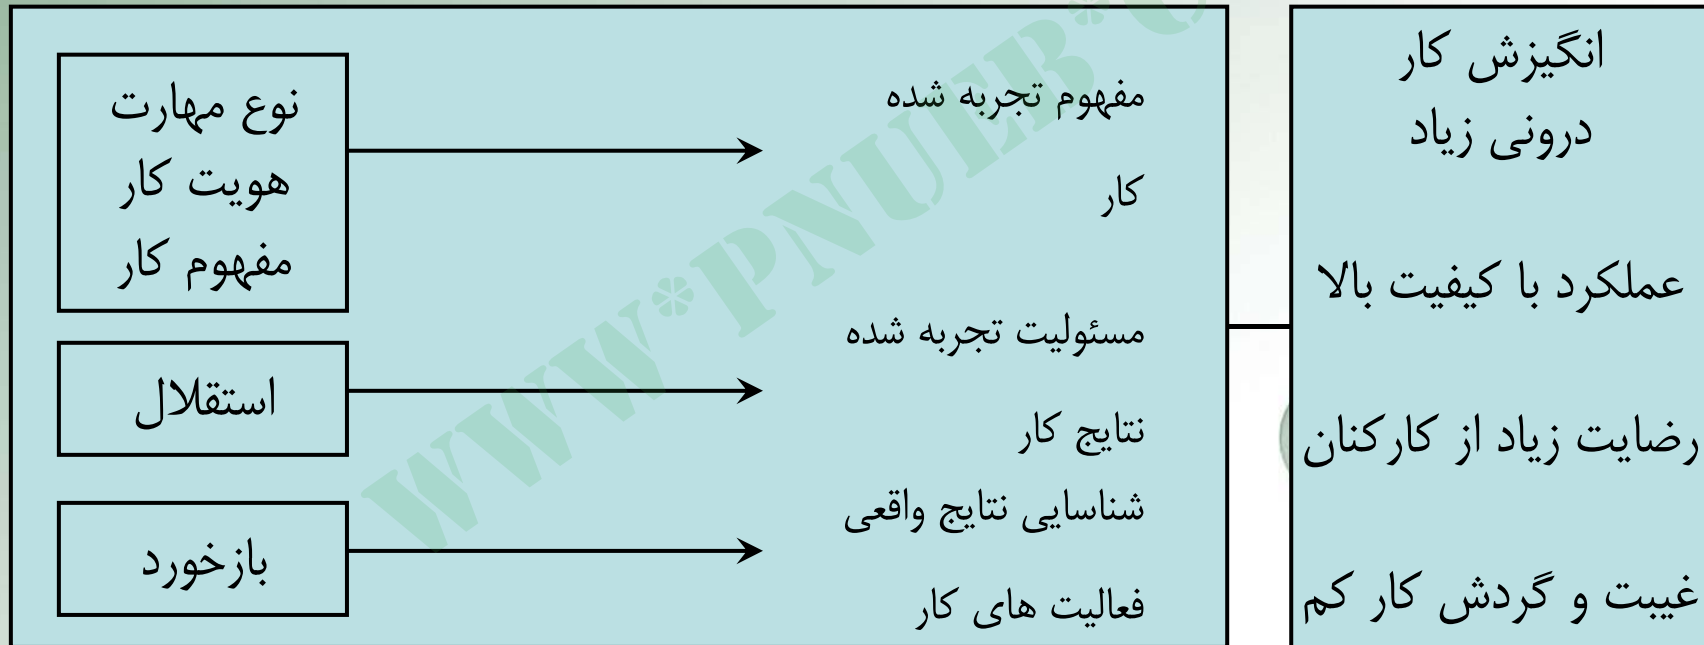 نوع مهارت
هویت کار
مفهوم کار
استقلال
بازخورد
مفهوم تجربه شده
کار
مسئولیت تجربه شده
نتایج کار
شناسایی نتایج واقعی
فعالیت های کار
انگیزش کار
درونی زیاد
عملکرد با کیفیت بالا
رضایت زیاد از کارکنان
غیبت و گردش کار کم
WWW*PNUEB*